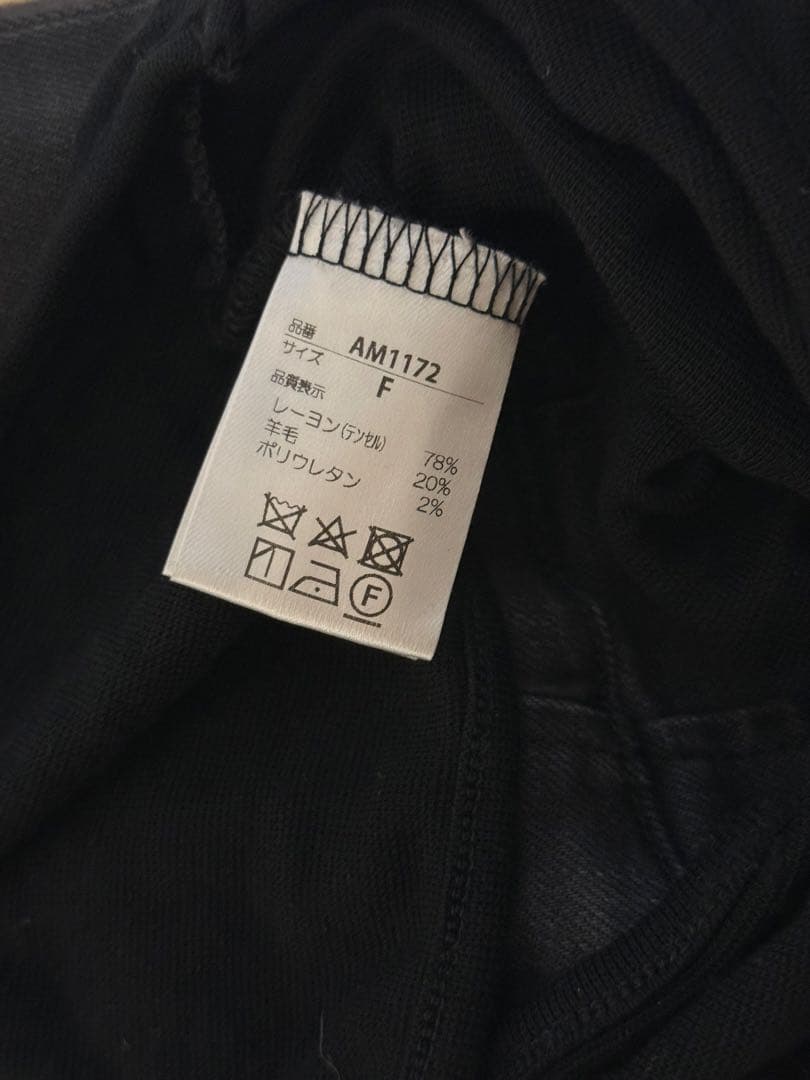 品番 AM1172
サイズ F
品質表示
レーヨン(テンセル) 78%
羊毛 20%
ポリウレタン 2%
F